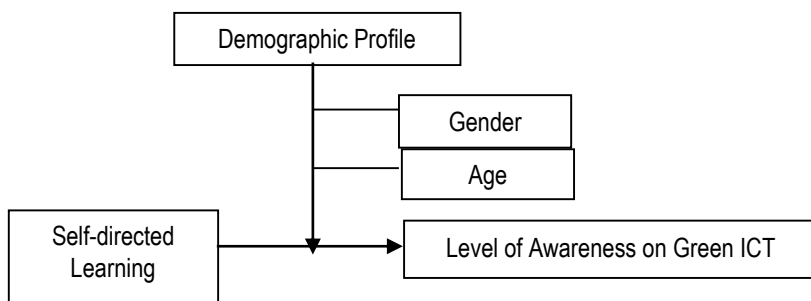 Demographic Profile
Gender
Age
Self-directed
Learning
Level of Awareness on Green ICT